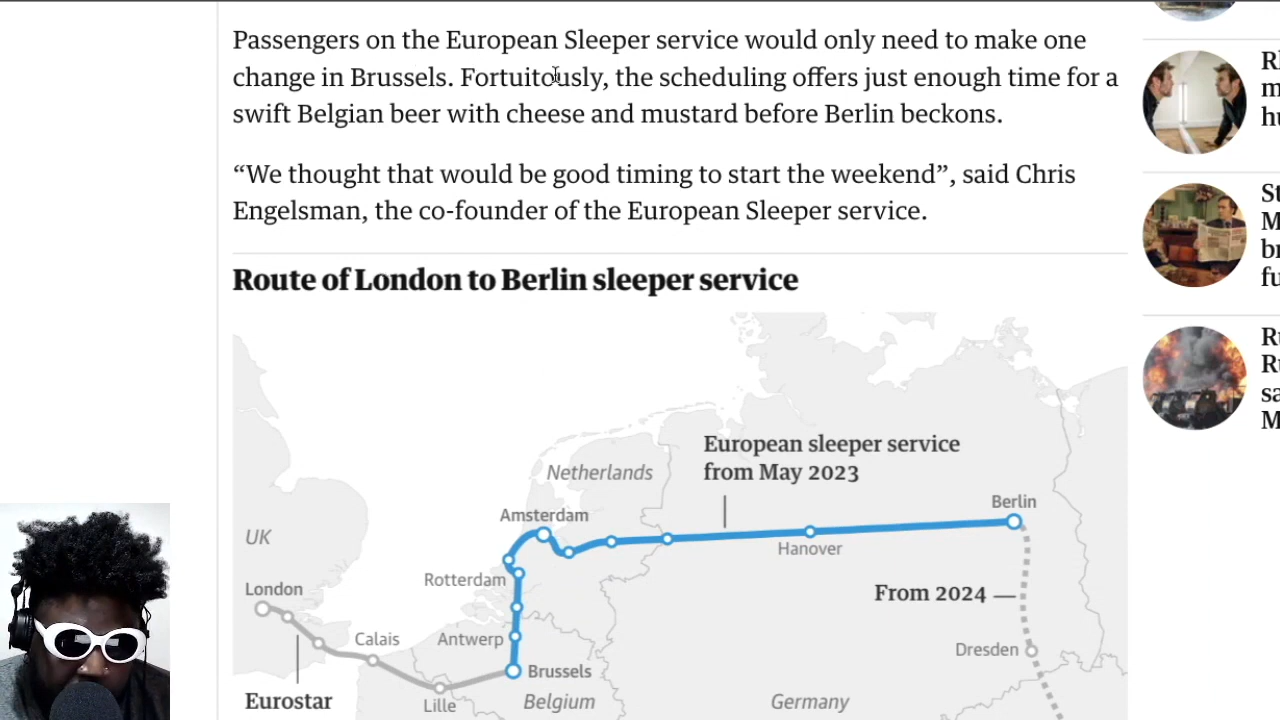 Passengers on the European Sleeper service would only need to make one
change in Brussels. Fortuitously, the scheduling offers just enough time for a
swift Belgian beer with cheese and mustard before Berlin beckons.
“We thought that would be good timing to start the weekend”, said Chris
Engelsman, the co-founder of the European Sleeper service.
Route of London to Berlin sleeper service
European sleeper service
from May 2023
Netherlands
Amsterdam
Berlin
UK
Hanover
Rotterdam
London
From 2024
Calais
Antwerp
Dresden
Brussels
Eurostar
Lille
Belgium
Germany